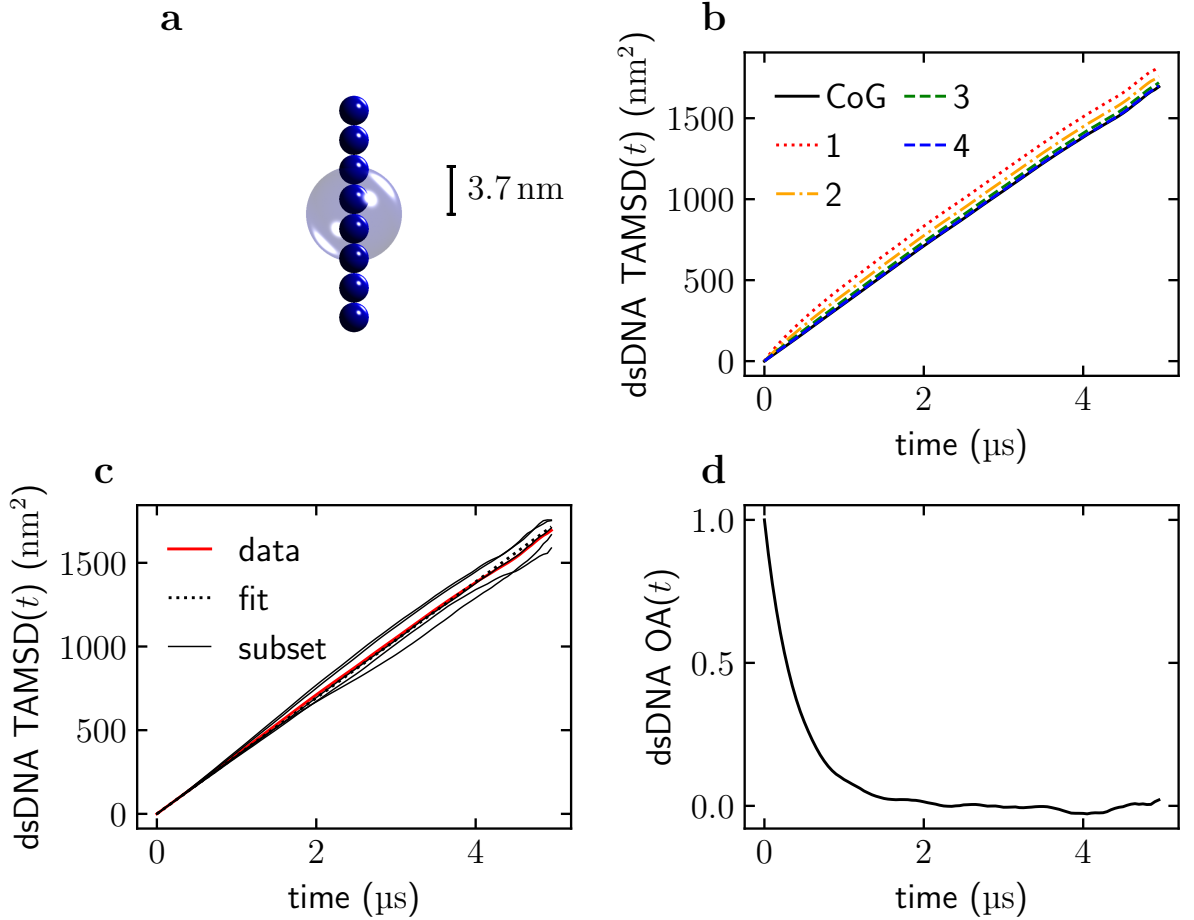 a
3.7 nm
b
dsDNA TAMSD(t) (nm²)
1500
1000
500
0
CoG
1
2
3
4
0 2 4
time (µs)
c
dsDNA TAMSD(t) (nm²)
1500
1000
500
0
data
fit
subset
0 2 4
time (µs)
d
dsDNA OA(t)
1.0
0.5
0.0
0 2 4
time (µs)